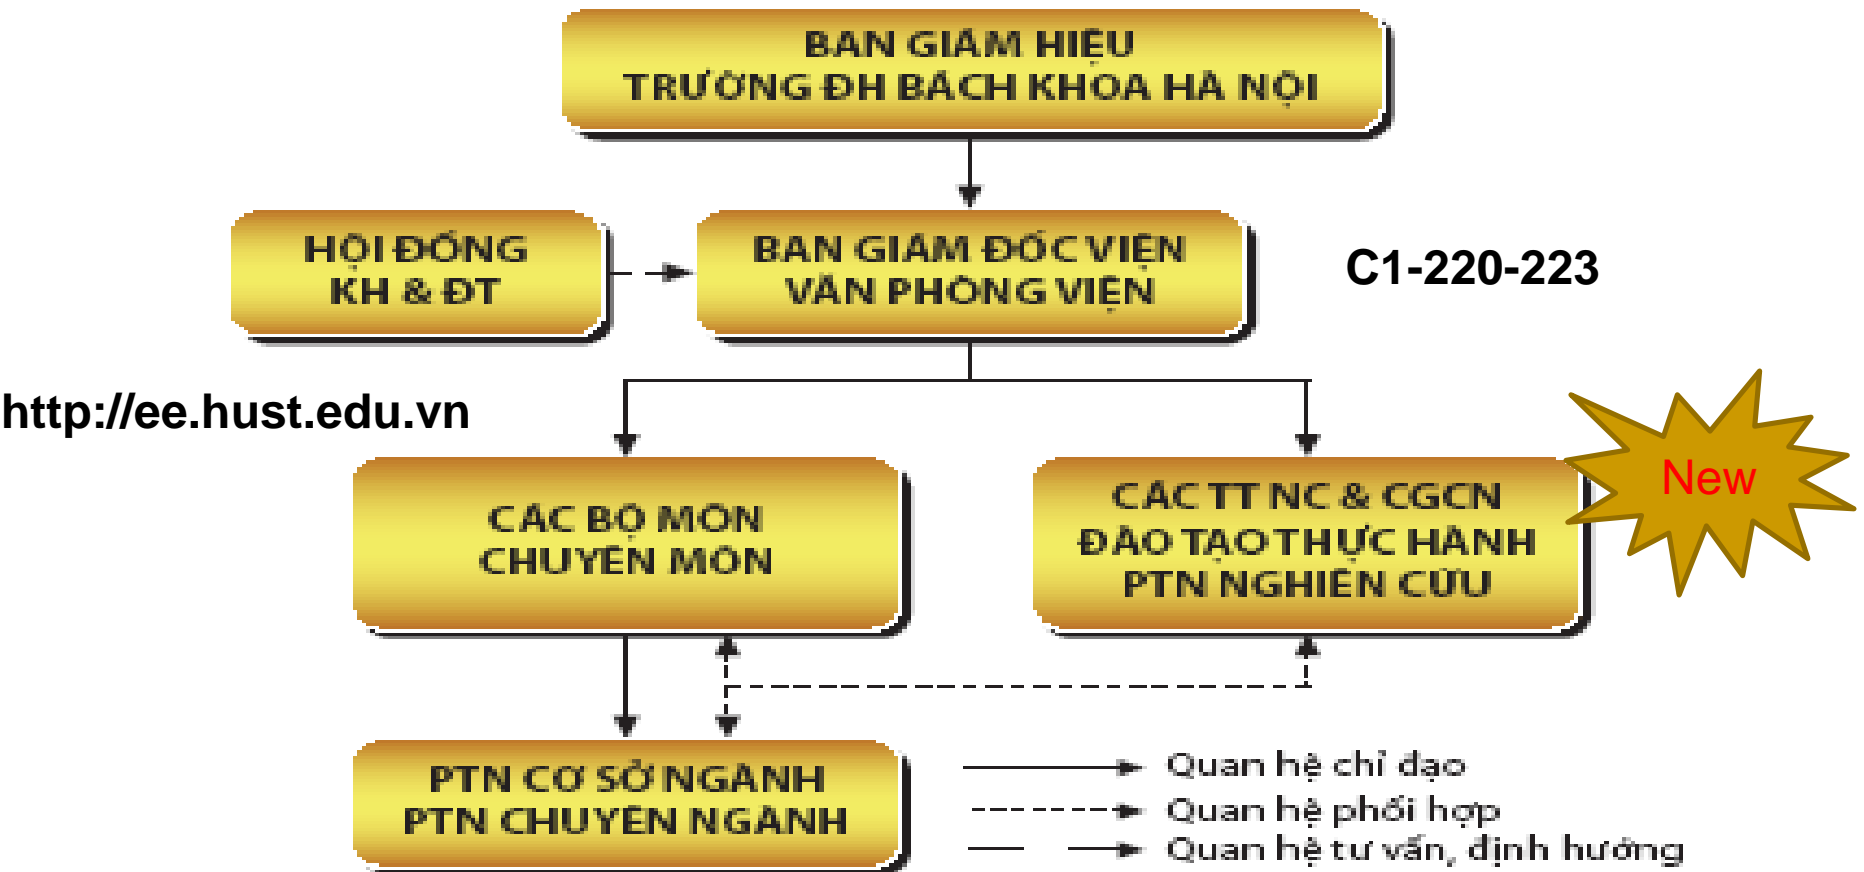 BAN GIÁM HIỆU
TRƯỜNG ĐH BÁCH KHOA HÀ NỘI
HỘI ĐỒNG
KH & ĐT
BAN GIÁM ĐỐC VIỆN
VĂN PHÒNG VIỆN
C1-220-223
http://ee.hust.edu.vn
CÁC BỘ MÔN
CHUYÊN MÔN
CÁC TT NC & CGCN
ĐÀO TẠO THỰC HÀNH
PTN NGHIÊN CỨU
New
PTN CƠ SỞ NGÀNH
PTN CHUYÊN NGÀNH
Quan hệ chỉ đạo
Quan hệ phối hợp
Quan hệ tư vấn, định hướng